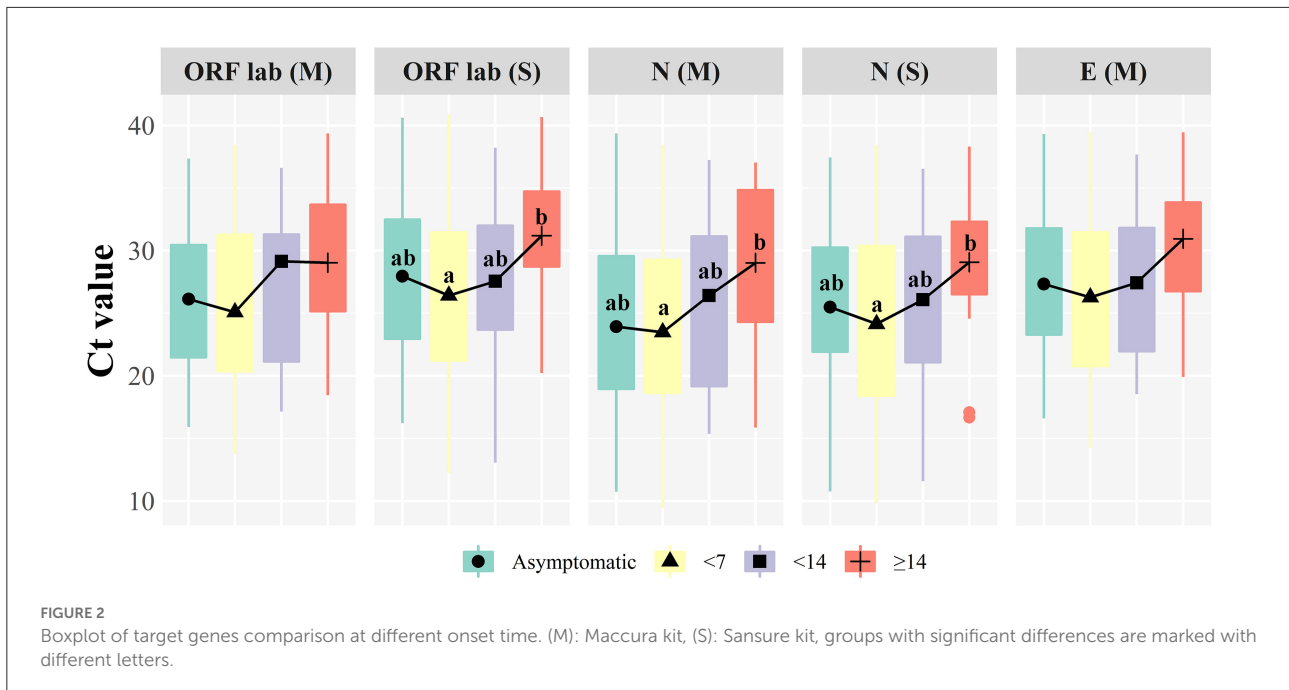 ORF lab (M) ORF lab (S) N (M) N (S) E (M)
40
30
20
10
Ct value
ab a ab b
ab a ab b
ab a ab b
Asymptomatic <7 <14 ≥14
FIGURE 2
Boxplot of target genes comparison at different onset time. (M): Maccura kit, (S): Sansure kit, groups with significant differences are marked with
different letters.